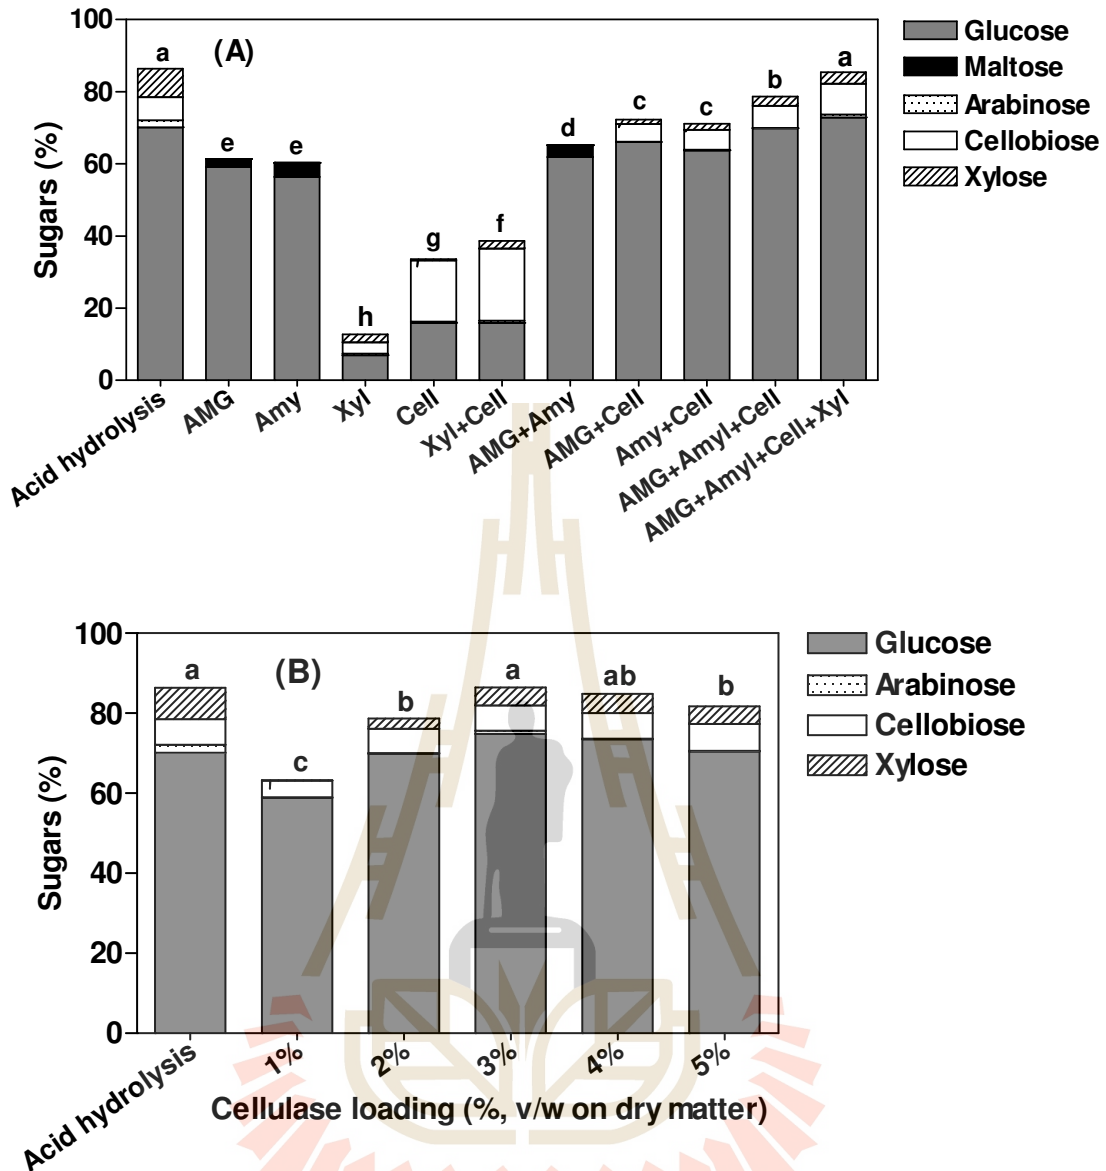 100
80
60
40
20
0
Sugars (%)
(A)
a
e
e
h
g
f
d
c
c
b
a
Glucose
Maltose
Arabinose
Cellobiose
Xylose
Acid hydrolysis
AMG
Amy
Xyl
Cell
Xyl+Cell
AMG+Amy
AMG+Cell
Amy+Cell
AMG+Amyl+Cell
AMG+Amyl+Cell+Xyl
100
80
60
40
20
0
Sugars (%)
(B)
a
c
b
a
ab
b
Glucose
Arabinose
Cellobiose
Xylose
Acid hydrolysis
1%
2%
3%
4%
5%
Cellulase loading (%, v/w on dry matter)